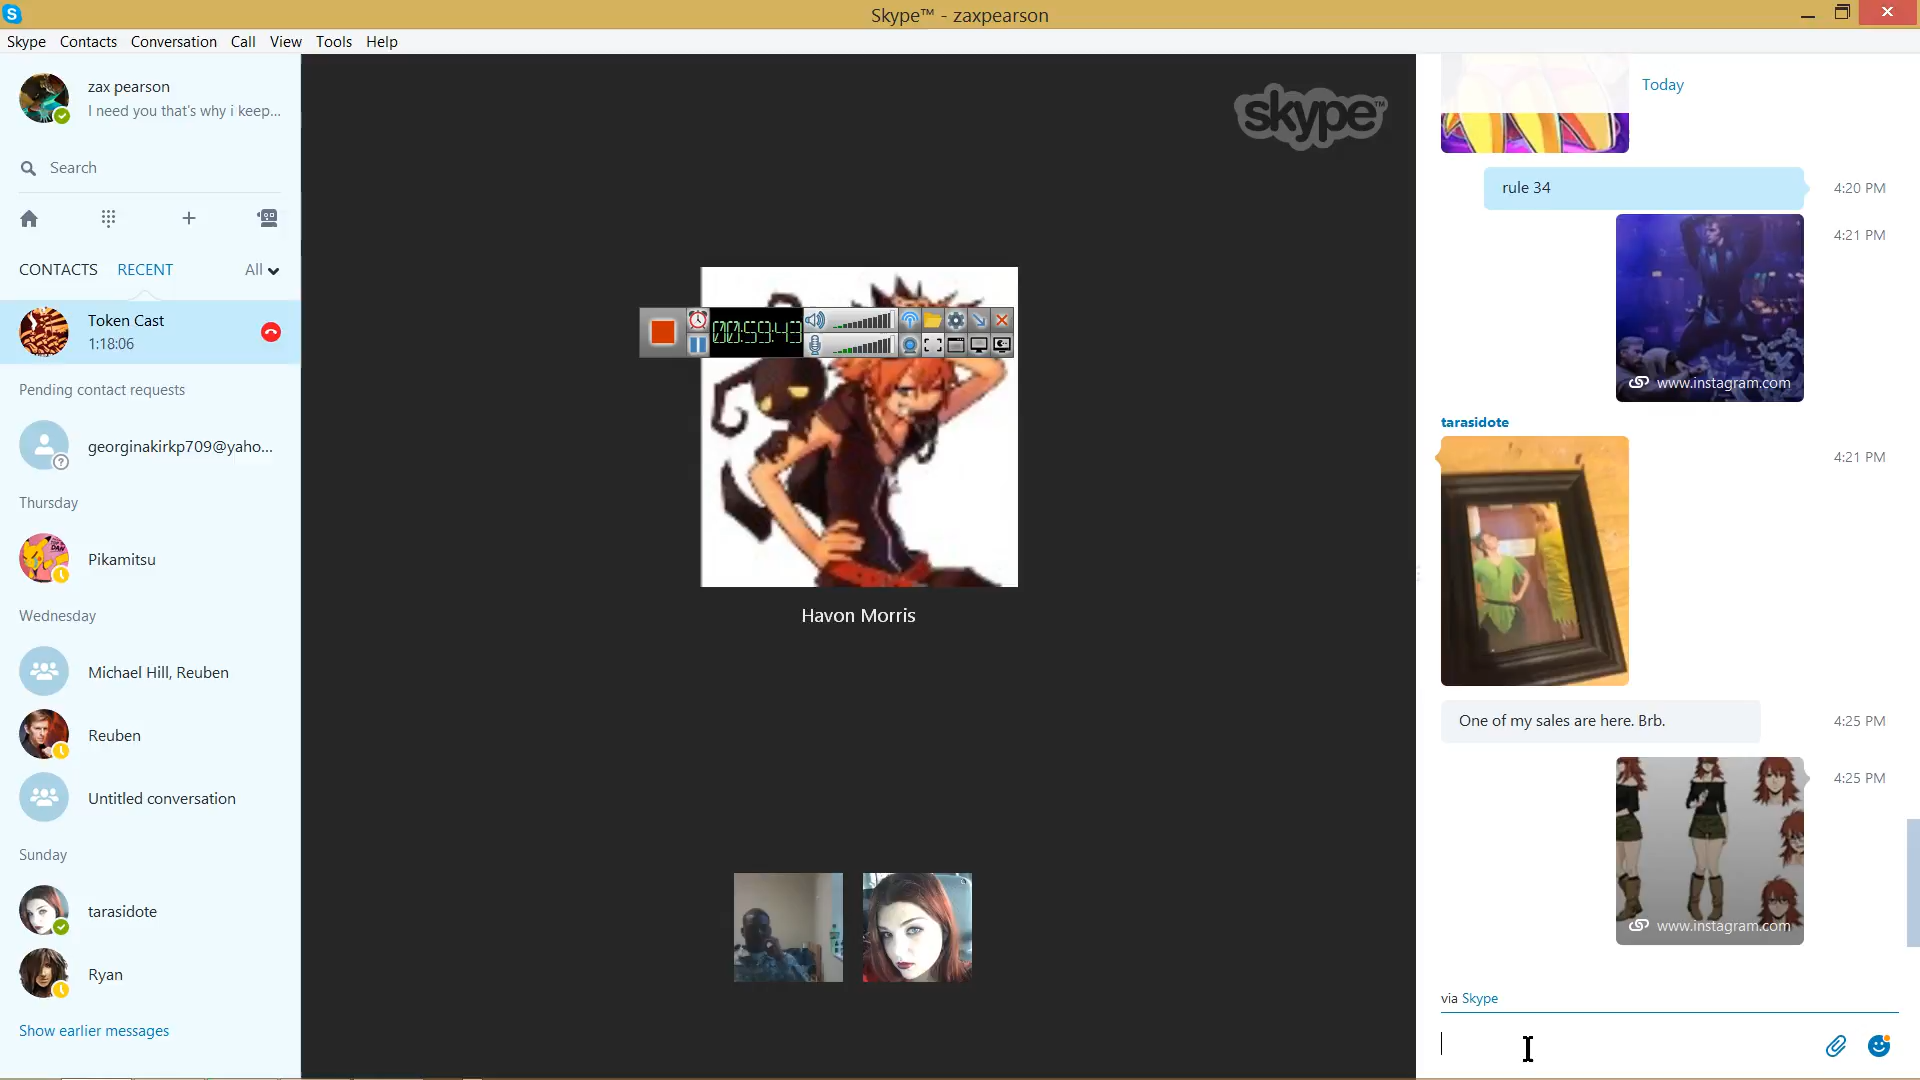 Skype™ - zaxpearson
Skype Contacts Conversation Call View Tools Help
zax pearson
I need you that's why i keep...
Search
CONTACTS RECENT All
Token Cast
1:18:06
Pending contact requests
georginakirkp709@yaho...
Thursday
Pikamitsu
Wednesday
Michael Hill, Reuben
Reuben
Untitled conversation
Sunday
tarasidote
Ryan
Show earlier messages
skype™
00:59:43
Havon Morris
Today
rule 34
4:20 PM
4:21 PM
www.instagram.com
tarasidote
4:21 PM
One of my sales are here. Brb.
4:25 PM
4:25 PM
www.instagram.com
via Skype